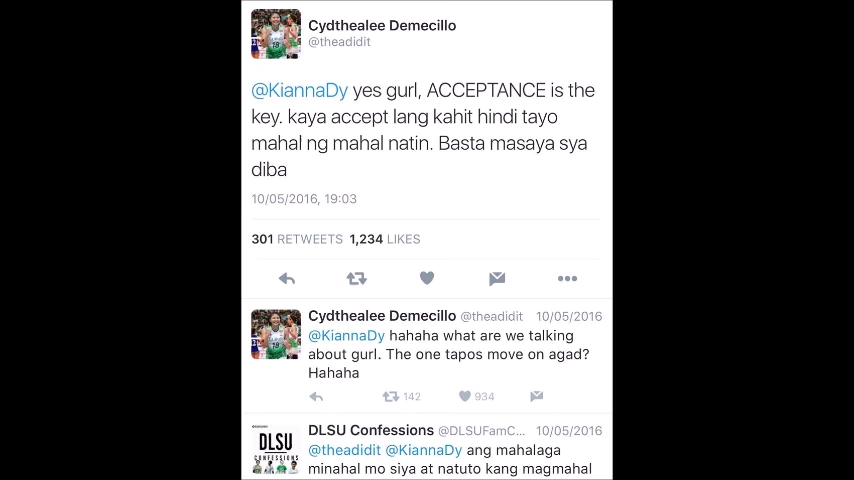 Cydthealee Demecillo
@theadidit
@KiannaDy yes gurl, ACCEPTANCE is the
key. kaya accept lang kahit hindi tayo
mahal ng mahal natin. Basta masaya sya
diba
10/05/2016, 19:03
301 RETWEETS 1,234 LIKES
Cydthealee Demecillo @theadidit 10/05/2016
@KiannaDy hahaha what are we talking
about gurl. The one tapos move on agad?
Hahaha
142 934
DLSU Confessions @DLSUFamC... 10/05/2016
DLSU
CONFESSIONS
@theadidit @KiannaDy ang mahalaga
minahal mo siya at natuto kang magmahal